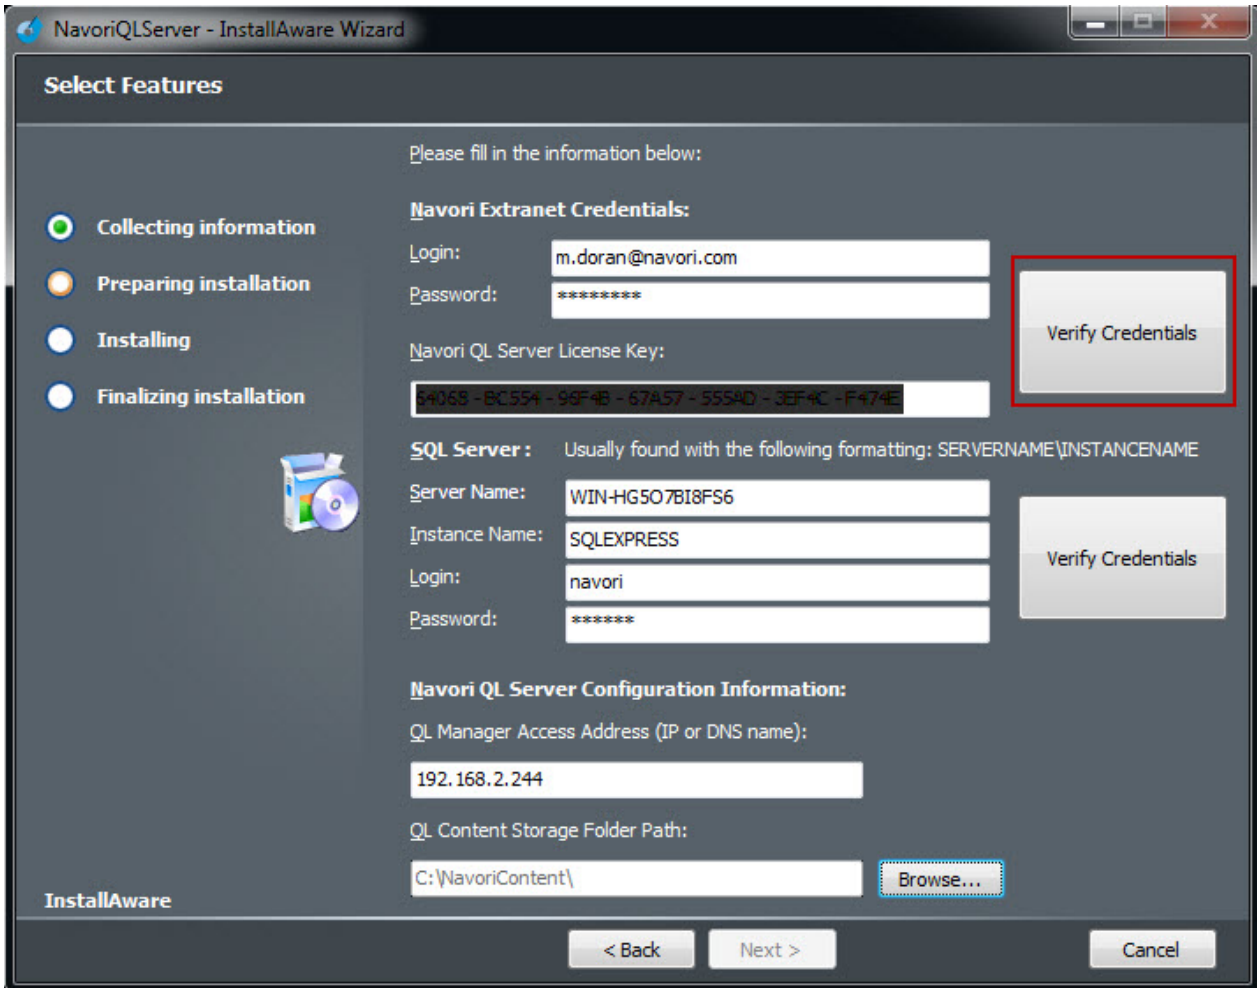 NavoriQLServer - InstallAware Wizard
Select Features
Please fill in the information below:
Collecting information
Preparing installation
Installing
Finalizing installation
Navori Extranet Credentials:
Login: m.doran@navori.com
Password: ********
Verify Credentials
Navori QL Server License Key:
SQL Server : Usually found with the following formatting: SERVERNAME\INSTANCENAME
Server Name: WIN-HG5O7BI8FS6
Instance Name: SQLEXPRESS
Login: navori
Password: ******
Verify Credentials
Navori QL Server Configuration Information:
QL Manager Access Address (IP or DNS name):
192.168.2.244
QL Content Storage Folder Path:
C:\NavoriContent\ Browse...
InstallAware
< Back Next > Cancel